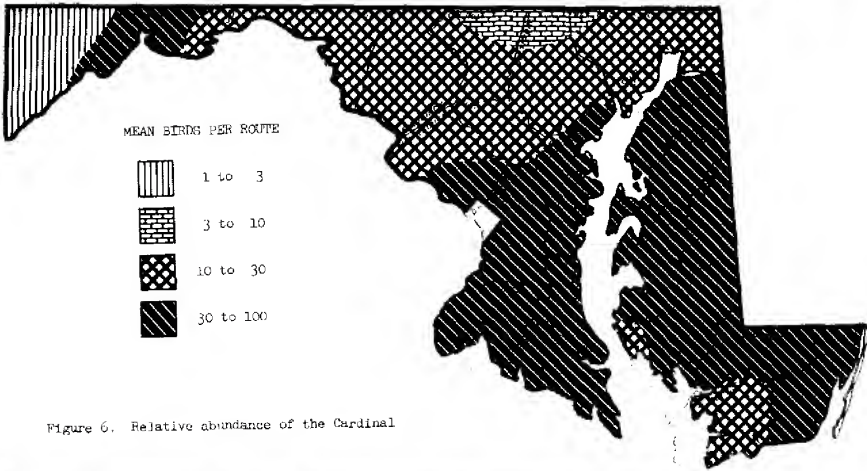 MEAN BIRDS PER ROUTE
1 to 3
3 to 10
10 to 30
30 to 100
Figure 6. Relative abundance of the Cardinal